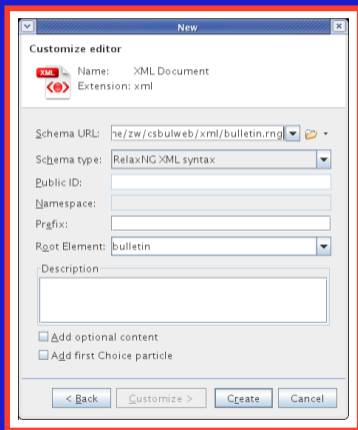 New
Customize editor
XML
Name: XML Document
Extension: xml
Schema URL: ne/zw/csbulweb/xml/bulletin.rng
Schema type: RelaxNG XML syntax
Public ID:
Namespace:
Prefix:
Root Element: bulletin
Description
Add optional content
Add first Choice particle
< Back Customize > Create Cancel